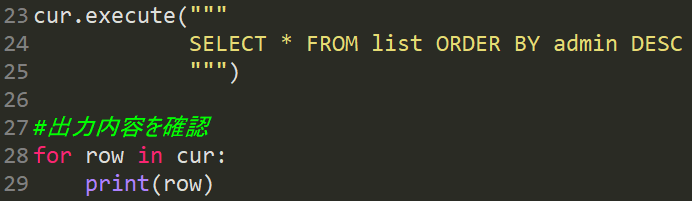 23 cur.execute("""
24             SELECT * FROM list ORDER BY admin DESC
25             """)
26
27 #出力内容を確認
28 for row in cur:
29     print(row)